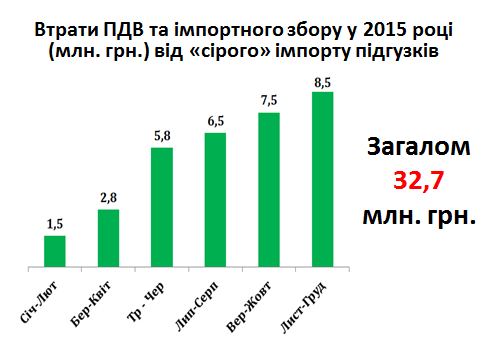 Втрати ПДВ та імпортного збору у 2015 році
(млн. грн.) від «сірого» імпорту підгузків
8,5
7,5
6,5
5,8
2,8
1,5
Загалом
32,7
млн. грн.
Січ-Лют
Бер-Квіт
Тр - Чер
Лип-Серп
Вер-Жовт
Лист-Груд